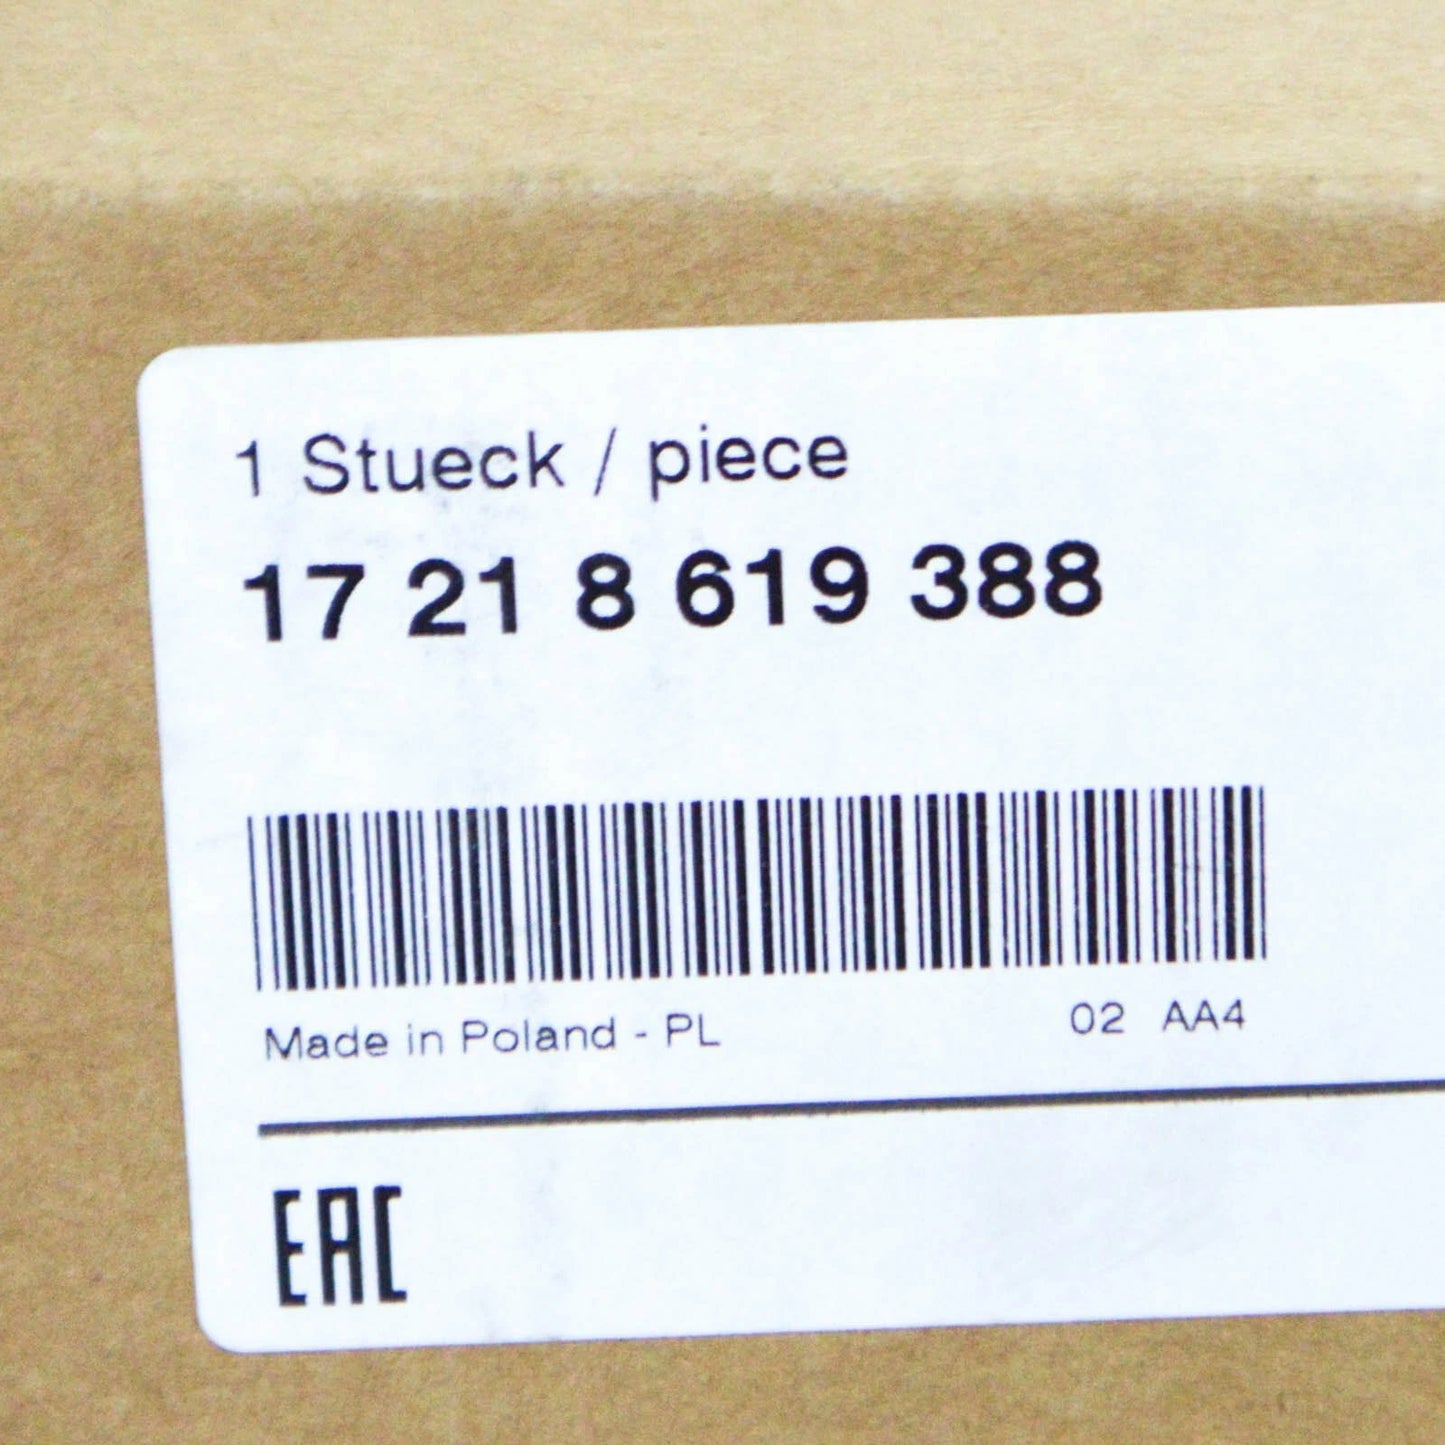 1 Stueck / piece
17 21 8 619 388
Made in Poland - PL 02 AA4
EAC